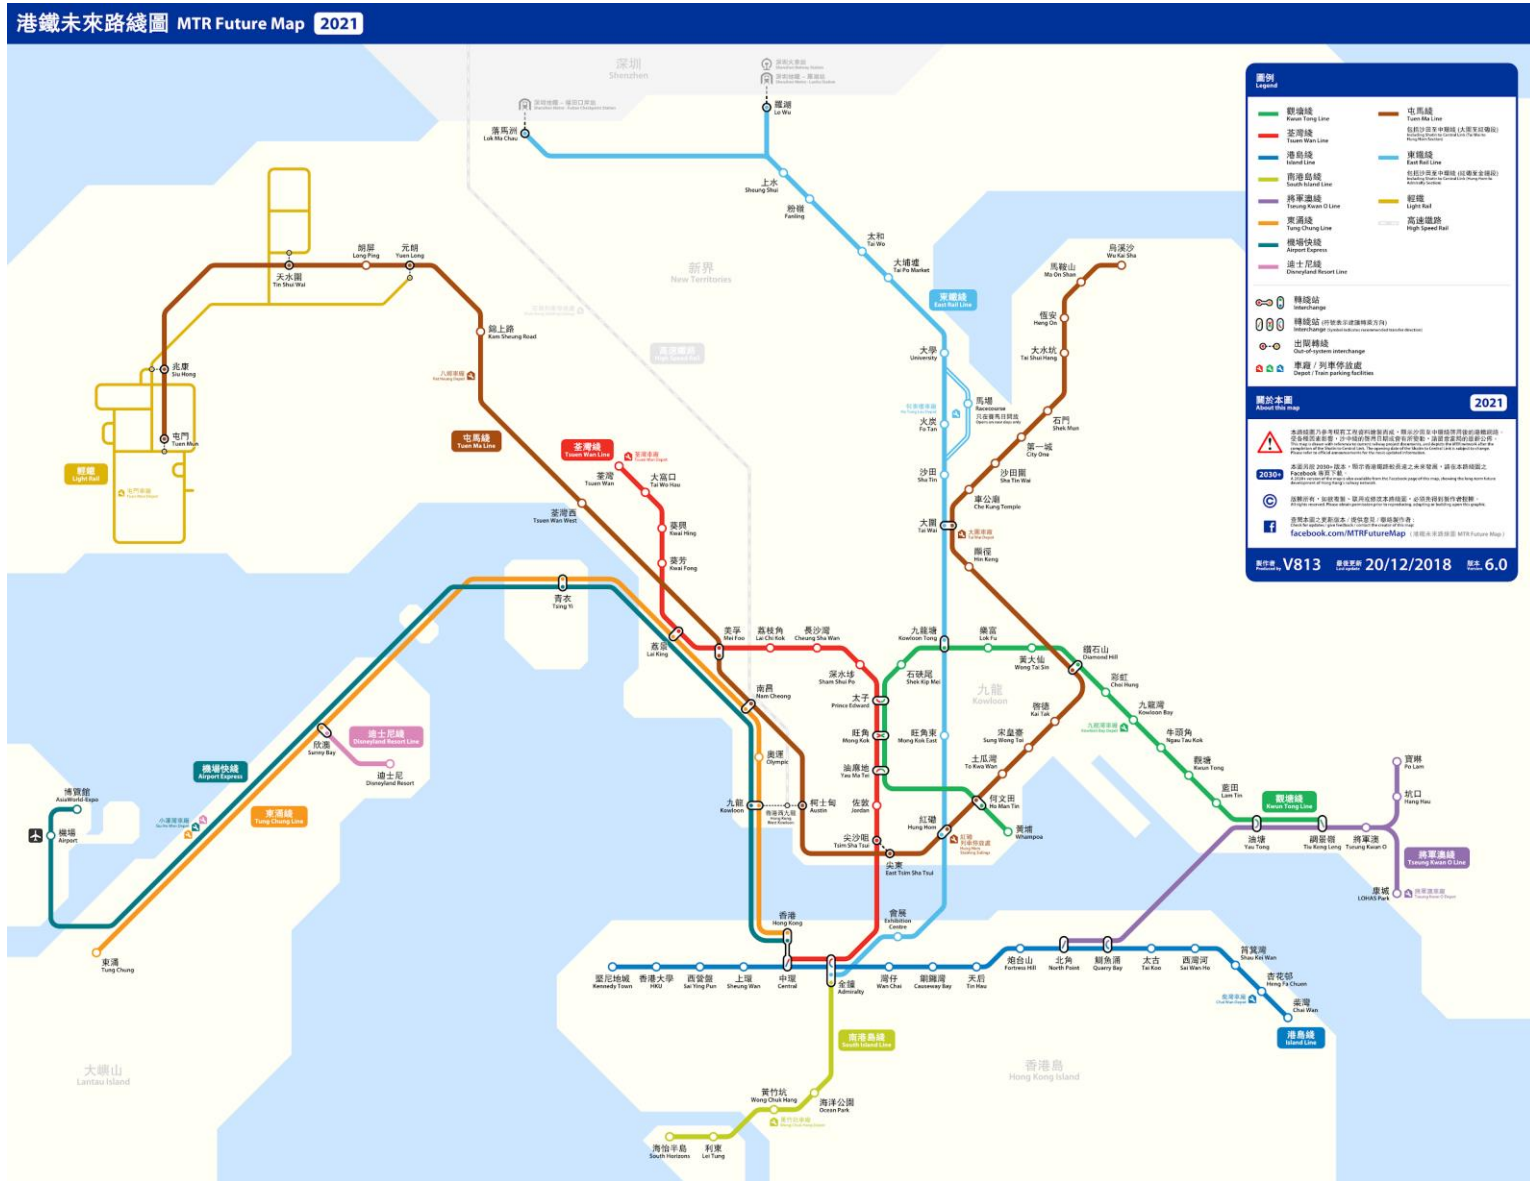 港鐵未來路綫圖 MTR Future Map 2021
深圳
Shenzhen
落馬洲
Lok Ma Chau
羅湖
Lo Wu
上水
Sheung Shui
粉嶺
Fanling
太和
Tai Wo
大埔墟
Tai Po Market
東鐵綫
East Rail Line
新界
New Territories
天水圍
Tin Shui Wai
朗屏
Long Ping
元朗
Yuen Long
錦上路
Kam Sheung Road
兆康
Siu Hong
屯門
Tuen Mun
輕鐵
Light Rail
屯馬綫
Tuen Ma Line
荃灣綫
Tsuen Wan Line
荃灣
Tsuen Wan
大窩口
Tai Wo Hau
葵興
Kwai Hing
葵芳
Kwai Fong
荃灣西
Tsuen Wan West
大學
University
馬場
Racecourse
火炭
Fo Tan
沙田
Sha Tin
大圍
Tai Wai
烏溪沙
Wu Kai Sha
馬鞍山
Ma On Shan
恆安
Heng On
大水坑
Tai Shui Hang
石門
Shek Mun
第一城
City One
沙田圍
Sha Tin Wai
車公廟
Che Kung Temple
顯徑
Hin Keng
青衣
Tsing Yi
荔景
Lai King
美孚
Mei Foo
荔枝角
Lai Chi Kok
長沙灣
Cheung Sha Wan
深水埗
Sham Shui Po
太子
Prince Edward
石硤尾
Shek Kip Mei
九龍塘
Kowloon Tong
樂富
Lok Fu
黃大仙
Wong Tai Sin
鑽石山
Diamond Hill
彩虹
Choi Hung
九龍灣
Kowloon Bay
牛頭角
Ngau Tau Kok
觀塘
Kwun Tong
藍田
Lam Tin
觀塘綫
Kwun Tong Line
油塘
Yau Tong
調景嶺
Tiu Keng Leng
將軍澳
Tseung Kwan O
寶琳
Po Lam
坑口
Hang Hau
將軍澳綫
Tseung Kwan O Line
康城
LOHAS Park
九龍
Kowloon
南昌
Nam Cheong
奧運
Olympic
九龍
Kowloon
柯士甸
Austin
旺角
Mong Kok
旺角東
Mong Kok East
油麻地
Yau Ma Tei
佐敦
Jordan
尖沙咀
Tsim Sha Tsui
尖東
East Tsim Sha Tsui
紅磡
Hung Hom
啓德
Kai Tak
宋皇臺
Sung Wong Toi
土瓜灣
To Kwa Wan
何文田
Ho Man Tin
黃埔
Whampoa
欣澳
Sunny Bay
迪士尼綫
Disneyland Resort Line
迪士尼
Disneyland Resort
機場快綫
Airport Express
東涌綫
Tung Chung Line
博覽館
AsiaWorld-Expo
機場
Airport
東涌
Tung Chung
大嶼山
Lantau Island
香港
Hong Kong
會展
Exhibition
Centre
堅尼地城
Kennedy Town
香港大學
HKU
西營盤
Sai Ying Pun
上環
Sheung Wan
中環
Central
金鐘
Admiralty
灣仔
Wan Chai
銅鑼灣
Causeway Bay
天后
Tin Hau
炮台山
Fortress Hill
北角
North Point
鰂魚涌
Quarry Bay
太古
Tai Koo
西灣河
Sai Wan Ho
筲箕灣
Shau Kei Wan
杏花邨
Heng Fa Chuen
柴灣
Chai Wan
港島綫
Island Line
南港島綫
South Island Line
香港島
Hong Kong Island
海洋公園
Ocean Park
黃竹坑
Wong Chuk Hang
利東
Lei Tung
海怡半島
South Horizons
圖例
Legend
觀塘綫
Kwun Tong Line
荃灣綫
Tsuen Wan Line
港島綫
Island Line
南港島綫
South Island Line
將軍澳綫
Tseung Kwan O Line
東涌綫
Tung Chung Line
機場快綫
Airport Express
迪士尼綫
Disneyland Resort Line
屯馬綫
Tuen Ma Line
東鐵綫
East Rail Line
輕鐵
Light Rail
高速鐵路
High Speed Rail
轉綫站
Interchange
轉綫站
Interchange
出閘轉綫
Out-of-system interchange
車廠 / 列車停放處
Depot / Train parking facilities
關於本圖
About this map
2021
2030+
facebook.com/MTRFutureMap
製作者 V813
Produced by
最後更新 20/12/2018
Last update
版本 6.0
Version